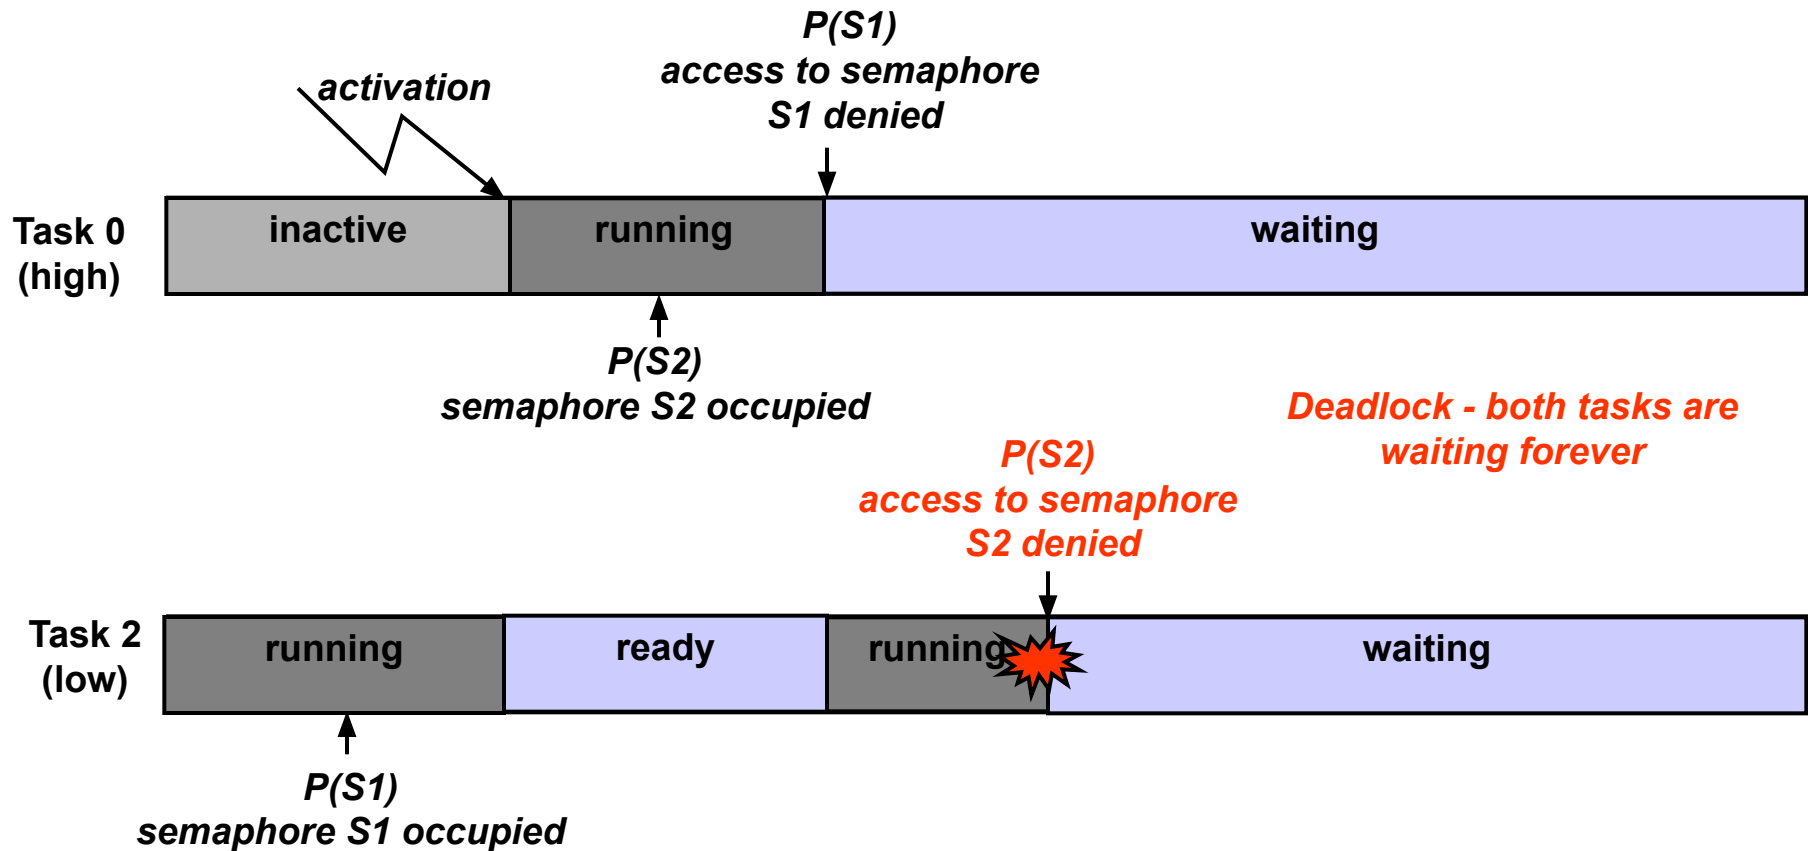 P(S1)
access to semaphore
S1 denied
activation
Task 0
(high)
inactive
running
waiting
P(S2)
semaphore S2 occupied
Deadlock - both tasks are
waiting forever
P(S2)
access to semaphore
S2 denied
Task 2
(low)
running
ready
running
waiting
P(S1)
semaphore S1 occupied